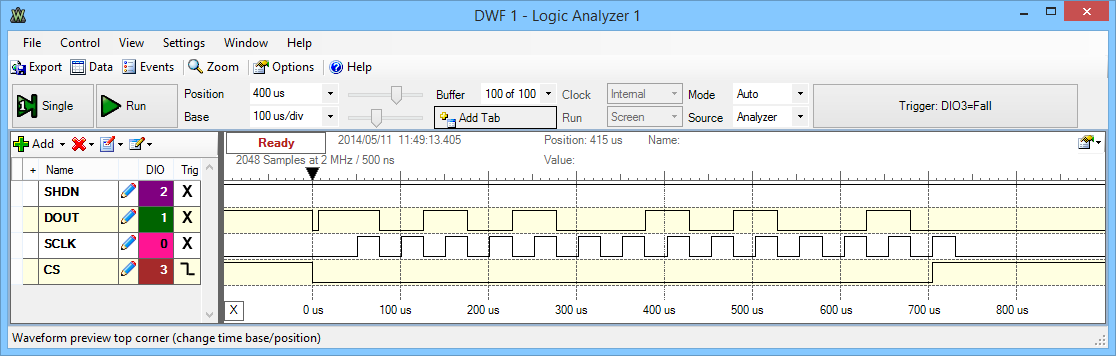 DWF 1 - Logic Analyzer 1
File Control View Settings Window Help
Export Data Events Zoom Options Help
Single Run Position 400 us Buffer 100 of 100 Clock Internal Mode Auto Trigger: DIO3=Fall
Base 100 us/div Add Tab Run Screen Source Analyzer
Add Ready 2014/05/11 11:49:13.405 Position: 415 us Name:
2048 Samples at 2 MHz / 500 ns Value:
+ Name DIO Trig
SHDN 2 X
DOUT 1 X
SCLK 0 X
CS 3
X 0 us 100 us 200 us 300 us 400 us 500 us 600 us 700 us 800 us
Waveform preview top corner (change time base/position)